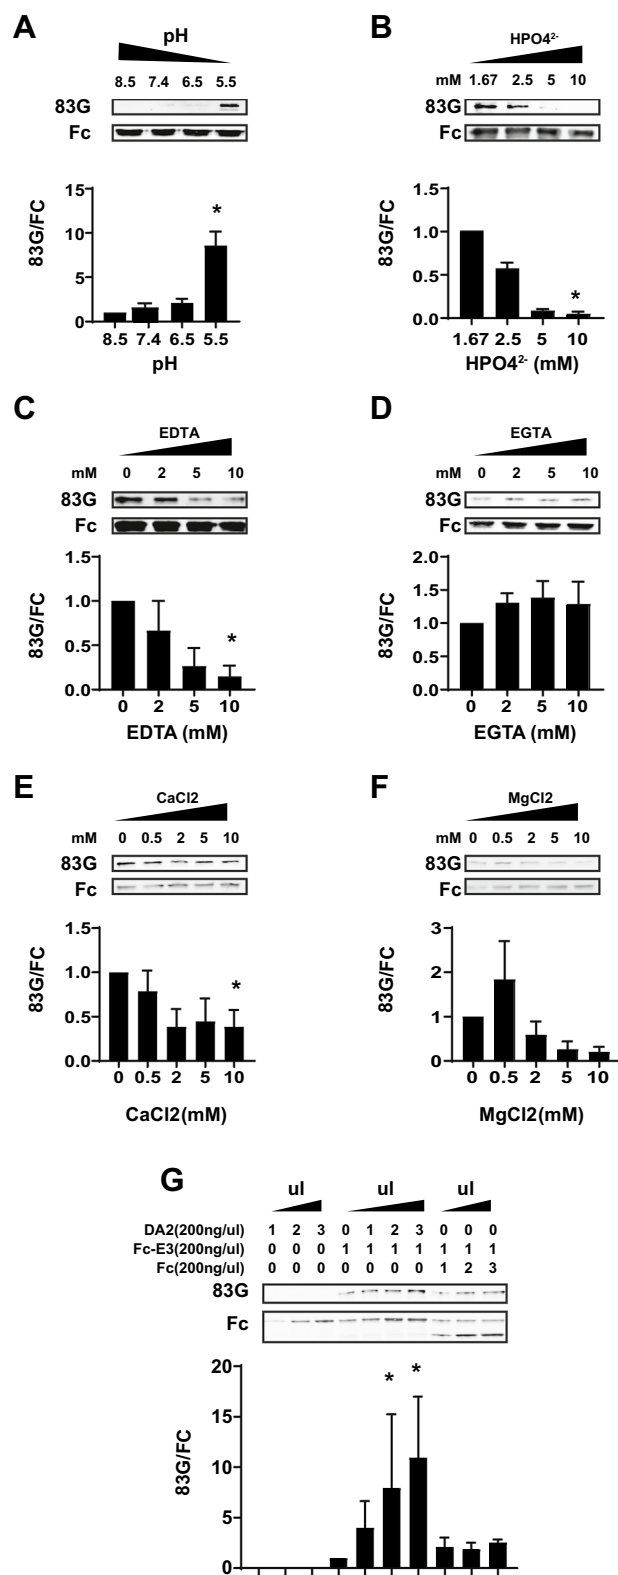 A
pH
8.5 7.4 6.5 5.5
83G
Fc
15
10
5
0
83G/FC
*
8.5 7.4 6.5 5.5
pH
B
HPO4²⁻
mM 1.67 2.5 5 10
83G
Fc
1.5
1.0
0.5
0.0
83G/FC
*
1.67 2.5 5 10
HPO4²⁻ (mM)
C
EDTA
mM 0 2 5 10
83G
Fc
1.5
1.0
0.5
0.0
83G/FC
*
0 2 5 10
EDTA (mM)
D
EGTA
mM 0 2 5 10
83G
Fc
2.0
1.5
1.0
0.5
0.0
83G/FC
0 2 5 10
EGTA (mM)
E
CaCl2
mM 0 0.5 2 5 10
83G
Fc
1.5
1.0
0.5
0.0
83G/FC
*
0 0.5 2 5 10
CaCl2(mM)
F
MgCl2
mM 0 0.5 2 5 10
83G
Fc
3
2
1
0
83G/FC
0 0.5 2 5 10
MgCl2(mM)
G
ul ul ul
DA2(200ng/ul) 1 2 3 0 1 2 3 0 0 0
Fc-E3(200ng/ul) 0 0 0 1 1 1 1 1 1 1
Fc(200ng/ul) 0 0 0 0 0 0 0 1 2 3
83G
Fc
20
15
10
5
0
83G/FC
* *